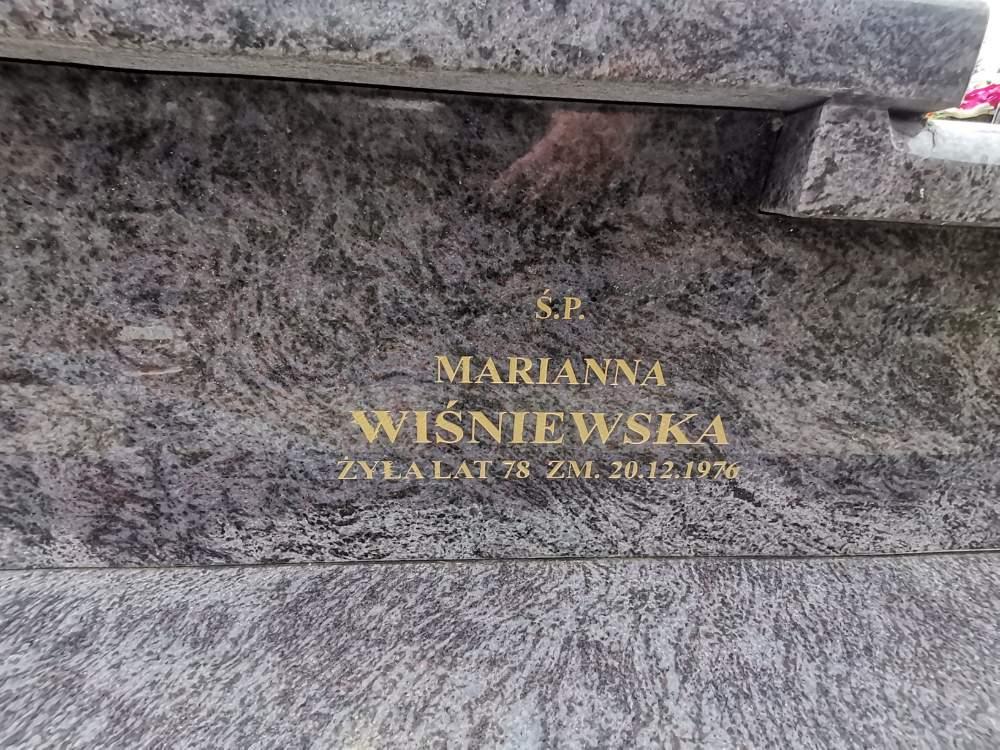 Ś.P.
MARIANNA
WIŚNIEWSKA
ŻYŁA LAT 78 ZM. 20.12.1976